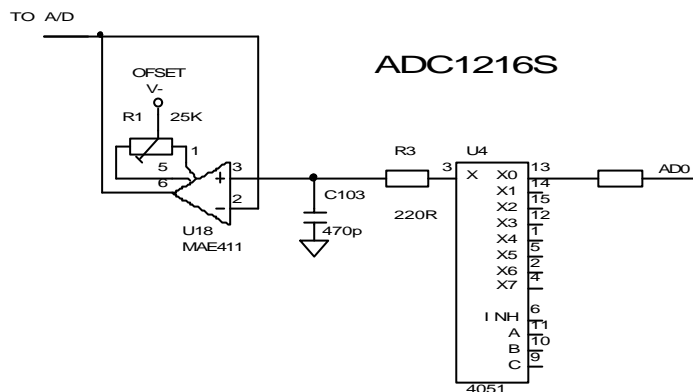 TO A/D
ADC1216S
OFSET
V-
R1 25K
1
5
6
3
2
U18
MAE411
C103
470p
R3
220R
3
U4
X X0 13
X1 14
X2 15
X3 12
X4 1
X5 5
X6 2
X7 4
INH 6
A 11
B 10
C 9
4051
AD0